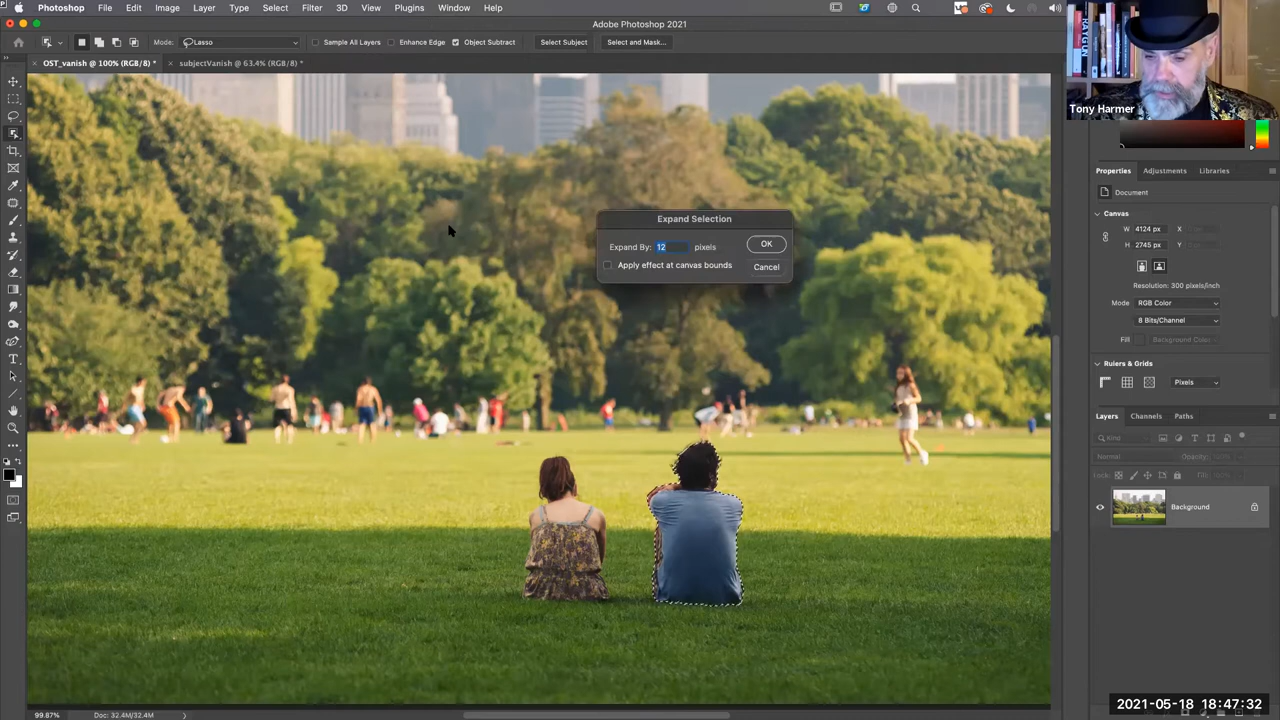 Photoshop File Edit Image Layer Type Select Filter 3D View Plugins Window Help
Adobe Photoshop 2021
Mode: Lasso Sample All Layers Enhance Edge Object Subtract Select Subject Select and Mask...
OST_vanish @ 100% (RGB/8) * subjectVanish @ 63.4% (RGB/8) *
HAYGUN
Tony Harmer
Properties Adjustments Libraries
Document
Canvas
W 4124 px X
H 2745 px Y
Resolution: 300 pixels/inch
Mode RGB Color
8 Bits/Channel
Fill Background Color
Rulers & Grids
Pixels
Expand Selection
Expand By: 12 pixels OK
Apply effect at canvas bounds Cancel
Layers Channels Paths
Kind
Normal Opacity:
Lock: Fill:
Background
99.87% Doc: 32.4M/32.4M
2021-05-18 18:47:32